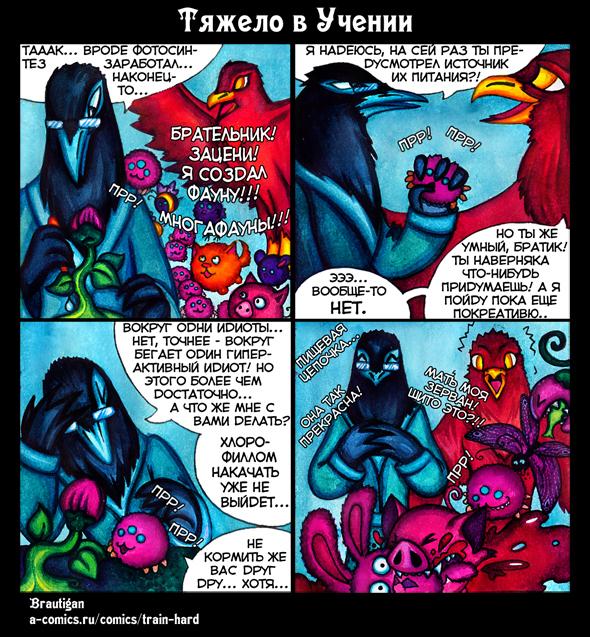 Тяжело в Учении
ТАААК... ВРОДЕ ФОТОСИН-
ТЕЗ ЗАРАБОТАЛ...
НАКОНЕЦ-
ТО...
БРАТЕЛЬНИК!
ЗАЦЕНИ!
Я СОЗДАЛ
ФАУНУ!!!
МНОГАФАУНЫ!!!
ПРР!
Я НАДЕЮСЬ, НА СЕЙ РАЗ ТЫ ПРЕ-
ДУСМОТРЕЛ ИСТОЧНИК
ИХ ПИТАНИЯ?!
ПРР! ПРР!
ЭЭЭ...
ВООБЩЕ-ТО
НЕТ.
НО ТЫ ЖЕ
УМНЫЙ, БРАТИК!
ТЫ НАВЕРНЯКА
ЧТО-НИБУДЬ
ПРИДУМАЕШЬ! А Я
ПОЙДУ ПОКА ЕЩЕ
ПОКРЕАТИВЮ..
ВОКРУГ ОДНИ ИДИОТЫ...
НЕТ, ТОЧНЕЕ - ВОКРУГ
БЕГАЕТ ОДИН ГИПЕР-
АКТИВНЫЙ ИДИОТ! НО
ЭТОГО БОЛЕЕ ЧЕМ
ДОСТАТОЧНО...
А ЧТО ЖЕ МНЕ С
ВАМИ ДЕЛАТЬ?
ХЛОРО-
ФИЛЛОМ
НАКАЧАТЬ
УЖЕ НЕ
ВЫЙДЕТ...
ПРР!
ПРР!
НЕ
КОРМИТЬ ЖЕ
ВАС ДРУГ
ДРУ... ХОТЯ...
ПИЩЕВАЯ
ЦЕПОЧКА...
ОНА ТАК
ПРЕКРАСНА!
МАТЬ МОЯ
ЗЕРВАН!
ШИТО ЭТО?!!
ПРР!
Brautigan
a-comics.ru/comics/train-hard